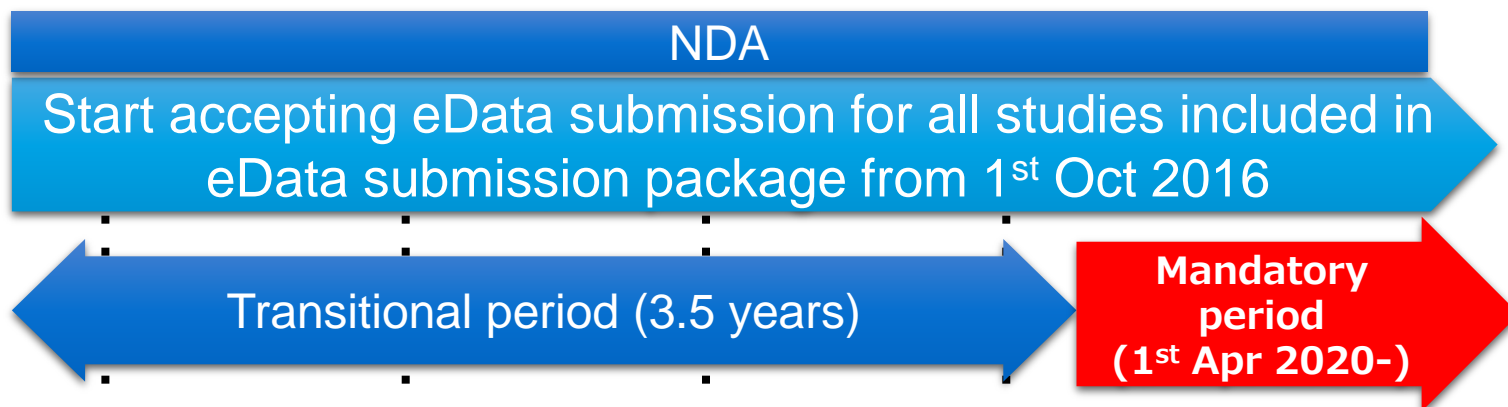 NDA
Start accepting eData submission for all studies included in
eData submission package from 1st Oct 2016
Transitional period (3.5 years)
Mandatory
period
(1st Apr 2020-)